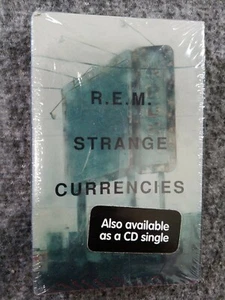 R.E.M.
STRANGE
CURRENCIES
Also available
as a CD single